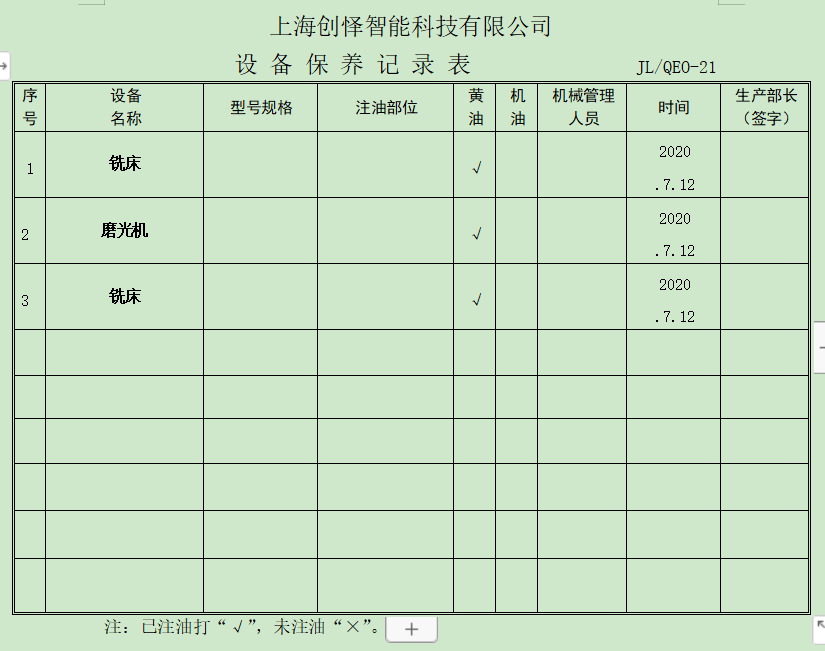 上海创怿智能科技有限公司
设 备 保 养 记 录 表 JL/QEO-21
序号 设备名称 型号规格 注油部位 黄油 机油 机械管理人员 时间 生产部长（签字）
1 铣床 √ 2020.7.12
2 磨光机 √ 2020.7.12
3 铣床 √ 2020.7.12
注：已注油打“√”，未注油“×”。